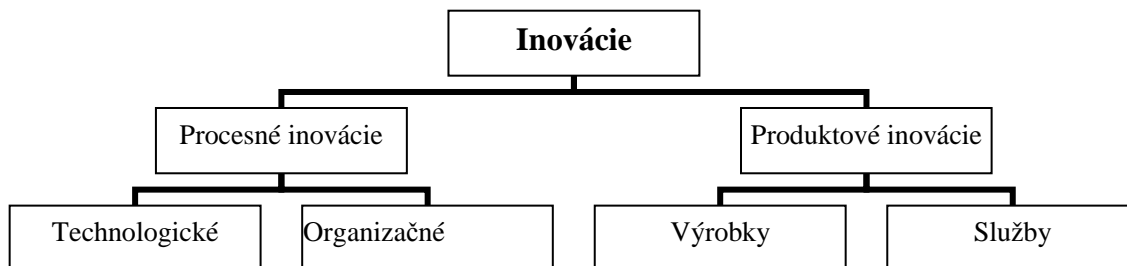 Inovácie
Procesné inovácie
Produktové inovácie
Technologické
Organizačné
Výrobky
Služby